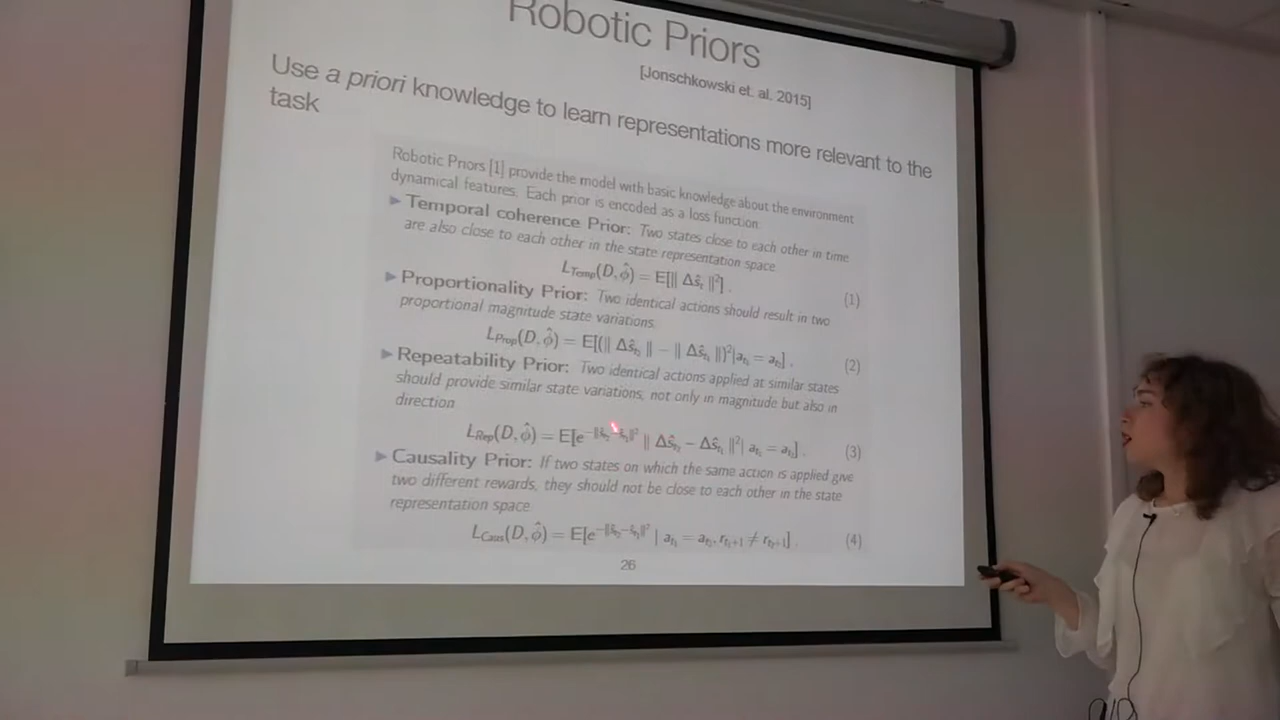 Robotic Priors
[Jonschkowski et. al. 2015]
Use a priori knowledge to learn representations more relevant to the
task
Robotic Priors [1] provide the model with basic knowledge about the environment
dynamical features. Each prior is encoded as a loss function.
▶ Temporal coherence Prior: Two states close to each other in time
are also close to each other in the state representation space
L_Temp(D, φ̂) = E[‖ Δŝ_t ‖²] . (1)
▶ Proportionality Prior: Two identical actions should result in two
proportional magnitude state variations
L_Prop(D, φ̂) = E[(‖ Δŝ_t₂ ‖ − ‖ Δŝ_t₁ ‖)²|a_t₁ = a_t₂] . (2)
▶ Repeatability Prior: Two identical actions applied at similar states
should provide similar state variations, not only in magnitude but also in
direction
L_Rep(D, φ̂) = E[e^−‖ŝ_t₂−ŝ_t₁‖² ‖ Δŝ_t₂ − Δŝ_t₁ ‖²| a_t₁ = a_t₂] . (3)
▶ Causality Prior: If two states on which the same action is applied give
two different rewards, they should not be close to each other in the state
representation space
L_Caus(D, φ̂) = E[e^−‖ŝ_t₂−ŝ_t₁‖² | a_t₁ = a_t₂, r_t₁+1 ≠ r_t₂+1] . (4)
26